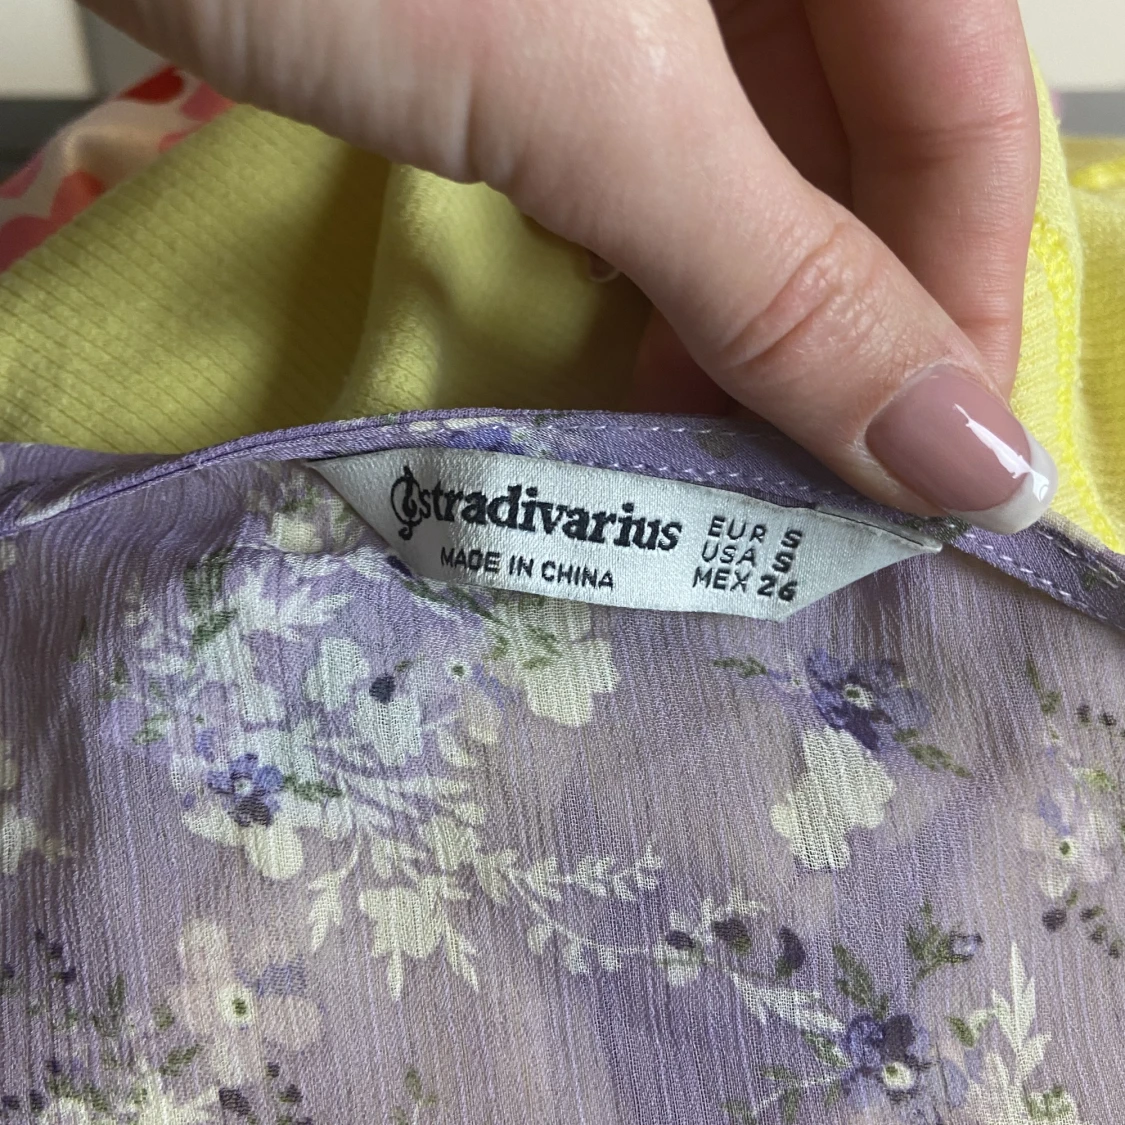 stradivarius
MADE IN CHINA
EUR S
USA S
MEX 26